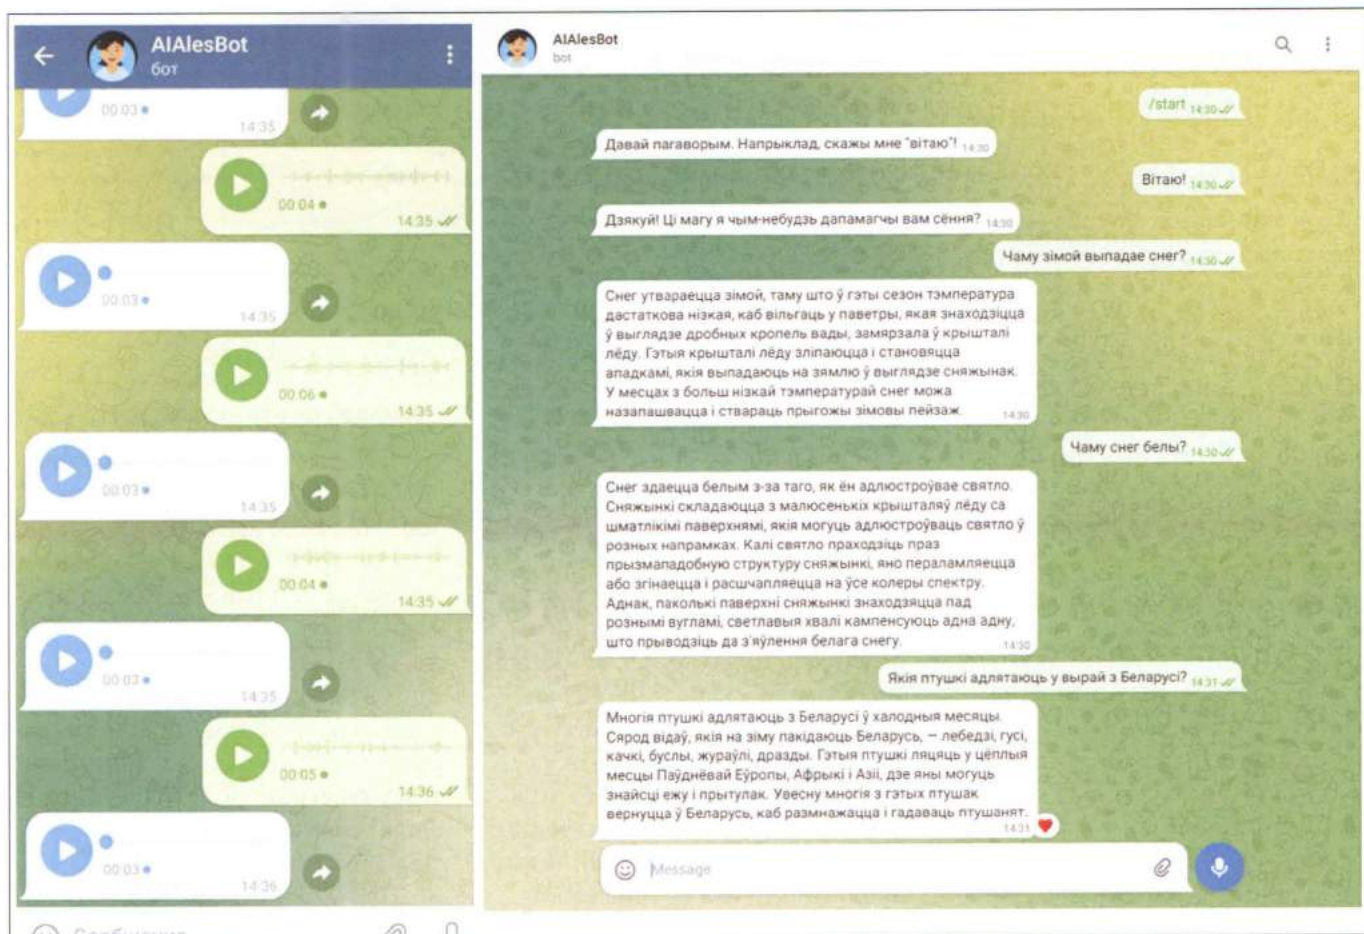 AIAlesBot
бот
00:03
14:35
00:04
14:35
00:03
14:35
00:06
14:35
00:03
14:35
00:04
14:35
00:03
14:35
00:05
14:36
00:03
14:36
AIAlesBot
bot
/start 14:30
Давай пагаворым. Напрыклад, скажы мне "вітаю"! 14:30
Вітаю! 14:30
Дзякуй! Ці магу я чым-небудзь дапамагчы вам сёння? 14:30
Чаму зімой выпадае снег? 14:30
Снег утвараецца зімой, таму што ў гэты сезон тэмпература
дастаткова нізкая, каб вільгаць у паветры, якая знаходзіцца
ў выглядзе дробных кропель вады, замярзала ў крышталі
лёду. Гэтыя крышталі лёду зліпаюцца і становяцца
ападкамі, якія выпадаюць на зямлю ў выглядзе сняжынак.
У месцах з больш нізкай тэмпературай снег можа
назапашвацца і ствараць прыгожы зімовы пейзаж. 14:30
Чаму снег белы? 14:30
Снег здаецца белым з-за таго, як ён адлюстроўвае святло.
Сняжынкі складаюцца з малюсенькіх крышталяў лёду са
шматлікімі паверхнямі, якія могуць адлюстроўваць святло ў
розных напрамках. Калі святло праходзіць праз
прызмападобную структуру сняжынкі, яно пераламляецца
або згінаецца і расшчапляецца на ўсе колеры спектру.
Аднак, паколькі паверхні сняжынкі знаходзяцца пад
рознымі вугламі, светлавыя хвалі кампенсуюць адна адну,
што прыводзіць да з'яўлення белага снегу. 14:30
Якія птушкі адлятаюць у вырай з Беларусі? 14:31
Многія птушкі адлятаюць з Беларусі ў халодныя месяцы.
Сярод відаў, якія на зіму пакідаюць Беларусь, — лебедзі, гусі,
качкі, буслы, жураўлі, дразды. Гэтыя птушкі ляцяць у цёплыя
месцы Паўднёвай Еўропы, Афрыкі і Азіі, дзе яны могуць
знайсці ежу і прытулак. Увесну многія з гэтых птушак
вернуцца ў Беларусь, каб размнажацца і гадаваць птушанят.
14:31
Message